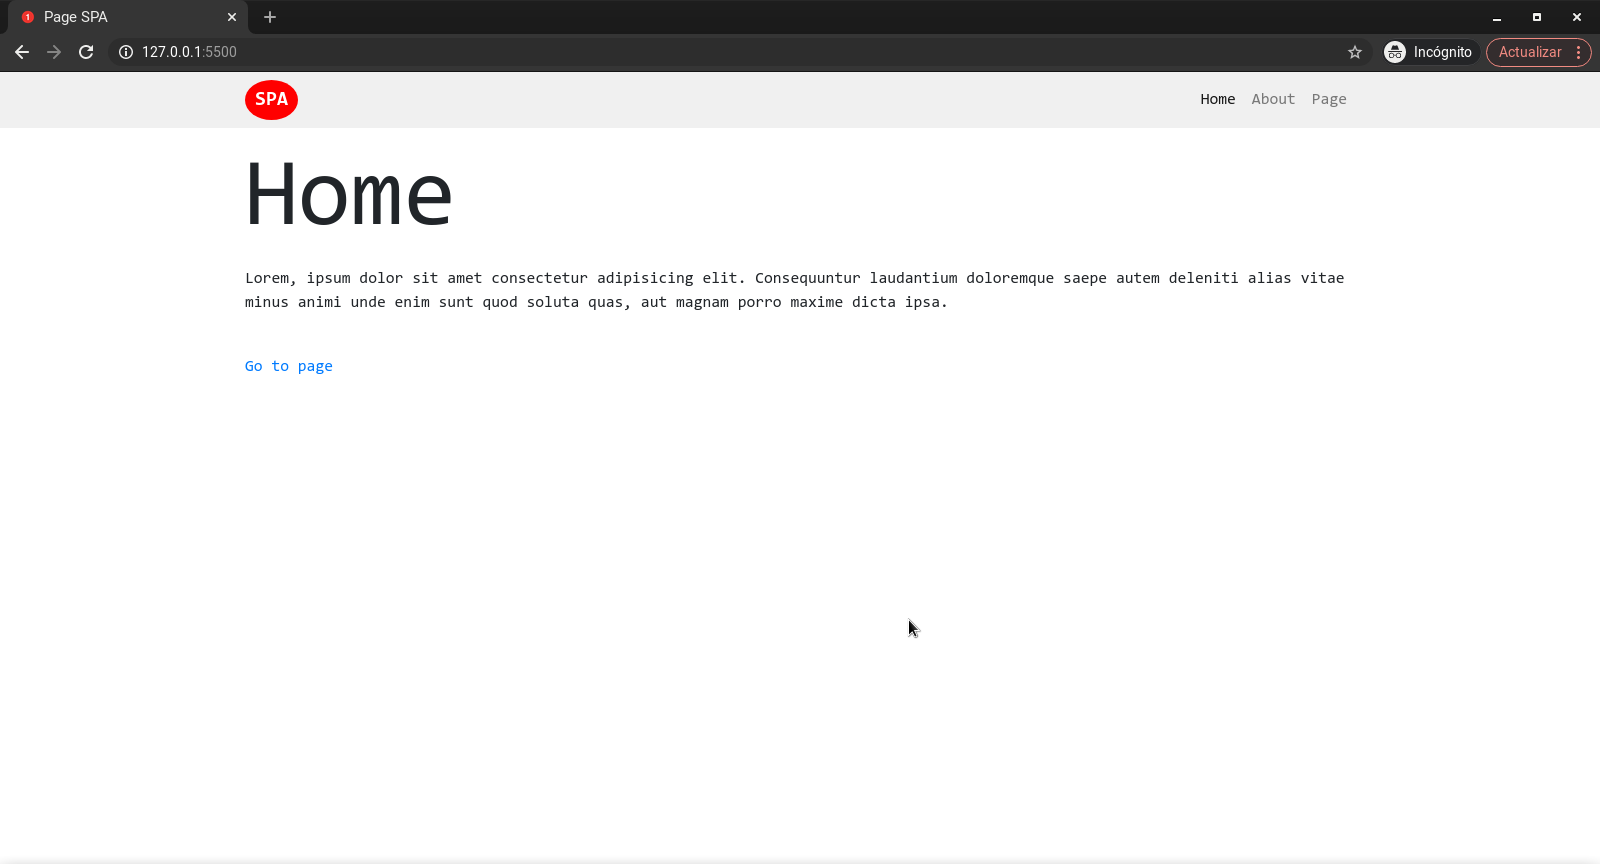 Page SPA
127.0.0.1:5500
Incógnito
Actualizar
SPA
Home About Page
Home
Lorem, ipsum dolor sit amet consectetur adipisicing elit. Consequuntur laudantium doloremque saepe autem deleniti alias vitae
minus animi unde enim sunt quod soluta quas, aut magnam porro maxime dicta ipsa.
Go to page